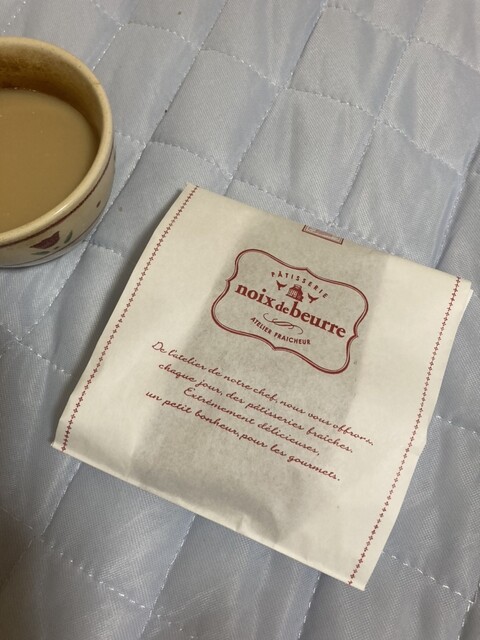 PÂTISSERIE
noix de beurre
ATELIER FRAICHEUR
De l'atelier de notre chef, nous vous offrons,
chaque jour, des pâtisseries fraîches.
Extrêmement délicieuses,
un petit bonheur, pour les gourmets.